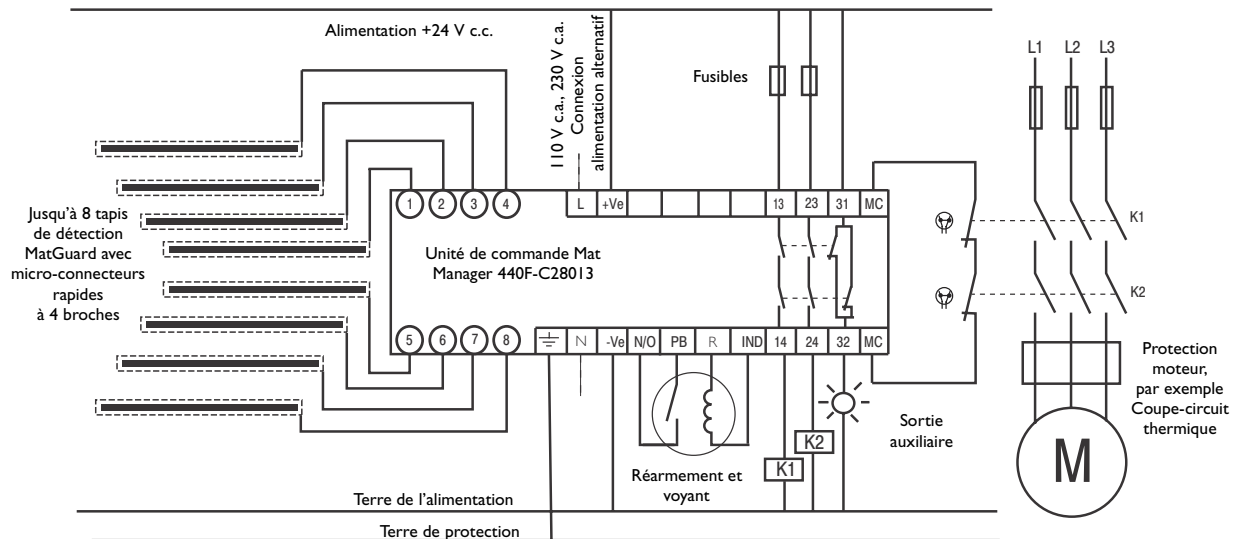 Alimentation +24 V c.c.
110 V c.a., 230 V c.a.
Connexion
alimentation alternatif
Fusibles
L1 L2 L3
1 2 3 4 L +Ve 13 23 31 MC
Jusqu'à 8 tapis
de détection
MatGuard avec
micro-connecteurs
rapides
à 4 broches
Unité de commande Mat
Manager 440F-C28013
K1
K2
5 6 7 8 N -Ve N/O PB R IND 14 24 32 MC
Protection
moteur,
par exemple
Coupe-circuit
thermique
Sortie
auxiliaire
K2
K1
M
Réarmement et
voyant
Terre de l'alimentation
Terre de protection